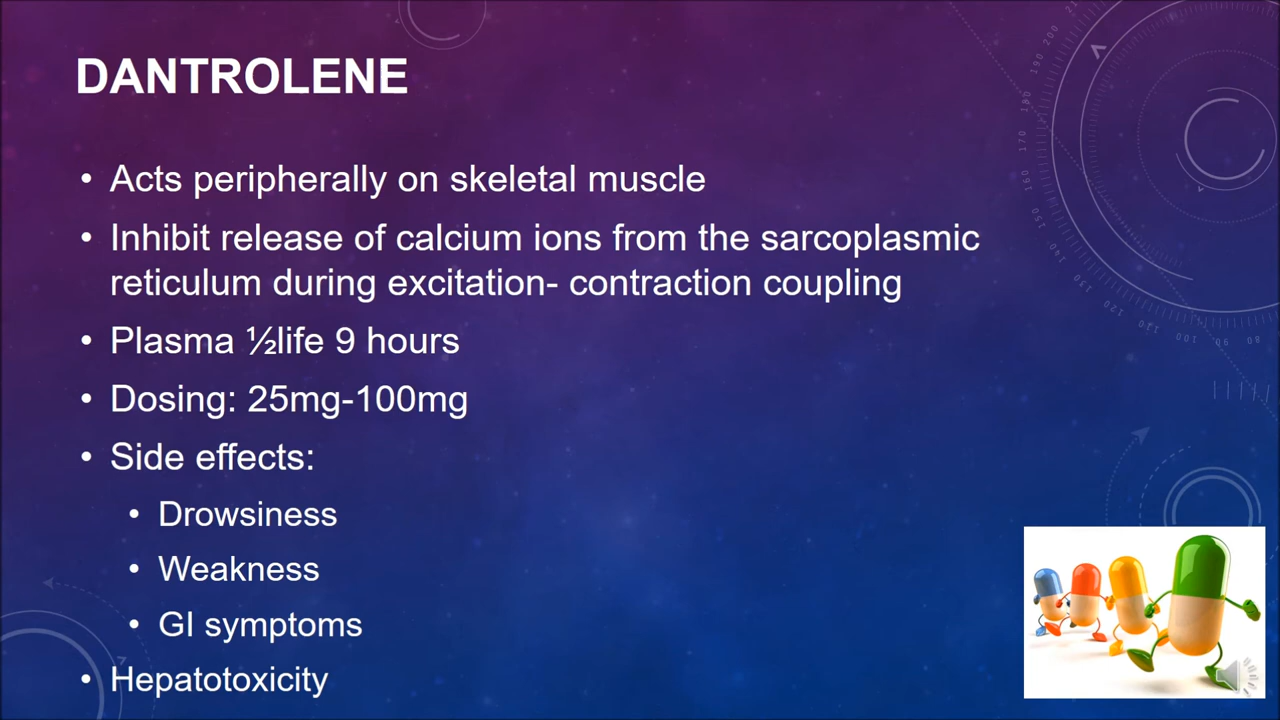 DANTROLENE
• Acts peripherally on skeletal muscle
• Inhibit release of calcium ions from the sarcoplasmic
reticulum during excitation- contraction coupling
• Plasma ½life 9 hours
• Dosing: 25mg-100mg
• Side effects:
• Drowsiness
• Weakness
• GI symptoms
• Hepatotoxicity